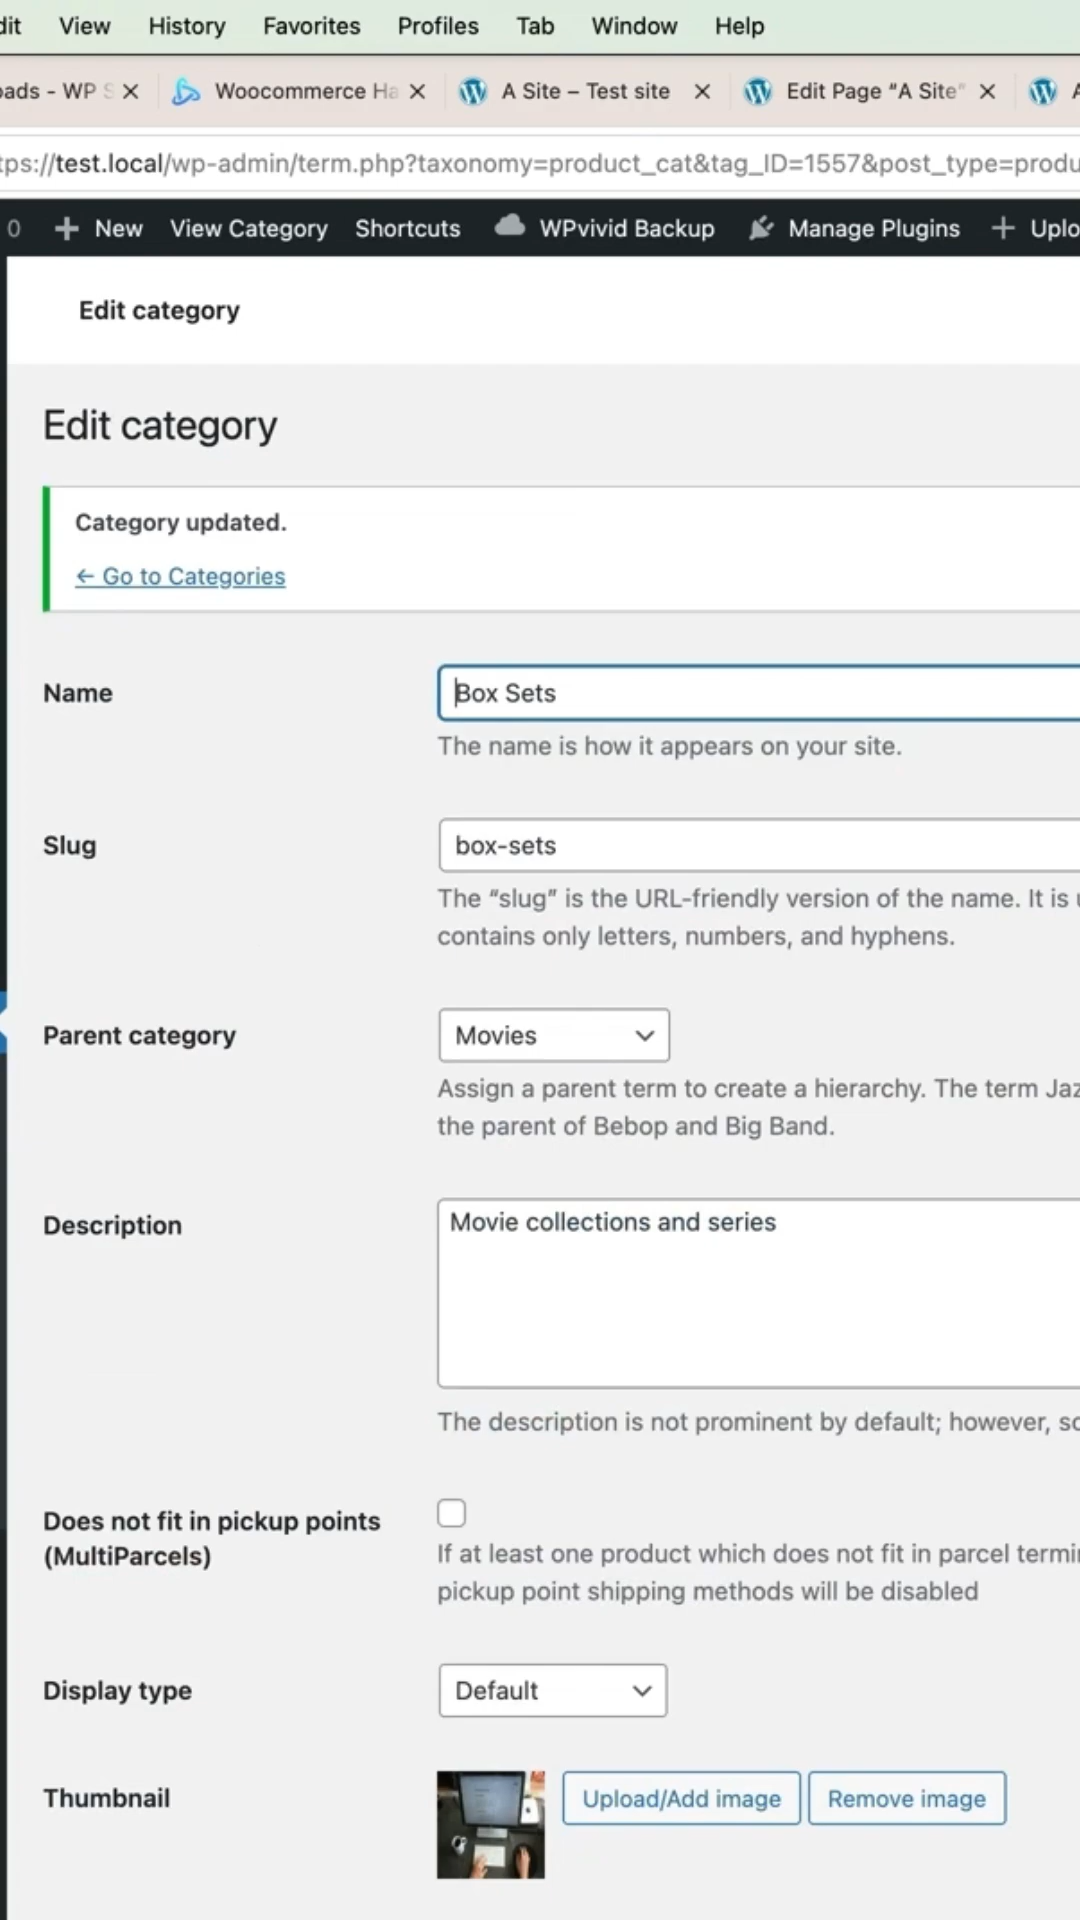 dit View History Favorites Profiles Tab Window Help
oads - WP S Woocommerce Ha A Site – Test site Edit Page “A Site” A
tps://test.local/wp-admin/term.php?taxonomy=product_cat&tag_ID=1557&post_type=produ
0 New View Category Shortcuts WPvivid Backup Manage Plugins Uplo
Edit category
Edit category
Category updated.
← Go to Categories
Name
Box Sets
The name is how it appears on your site.
Slug
box-sets
The “slug” is the URL-friendly version of the name. It is u
contains only letters, numbers, and hyphens.
Parent category
Movies
Assign a parent term to create a hierarchy. The term Jaz
the parent of Bebop and Big Band.
Description
Movie collections and series
The description is not prominent by default; however, so
Does not fit in pickup points
(MultiParcels)
If at least one product which does not fit in parcel termin
pickup point shipping methods will be disabled
Display type
Default
Thumbnail
Upload/Add image Remove image